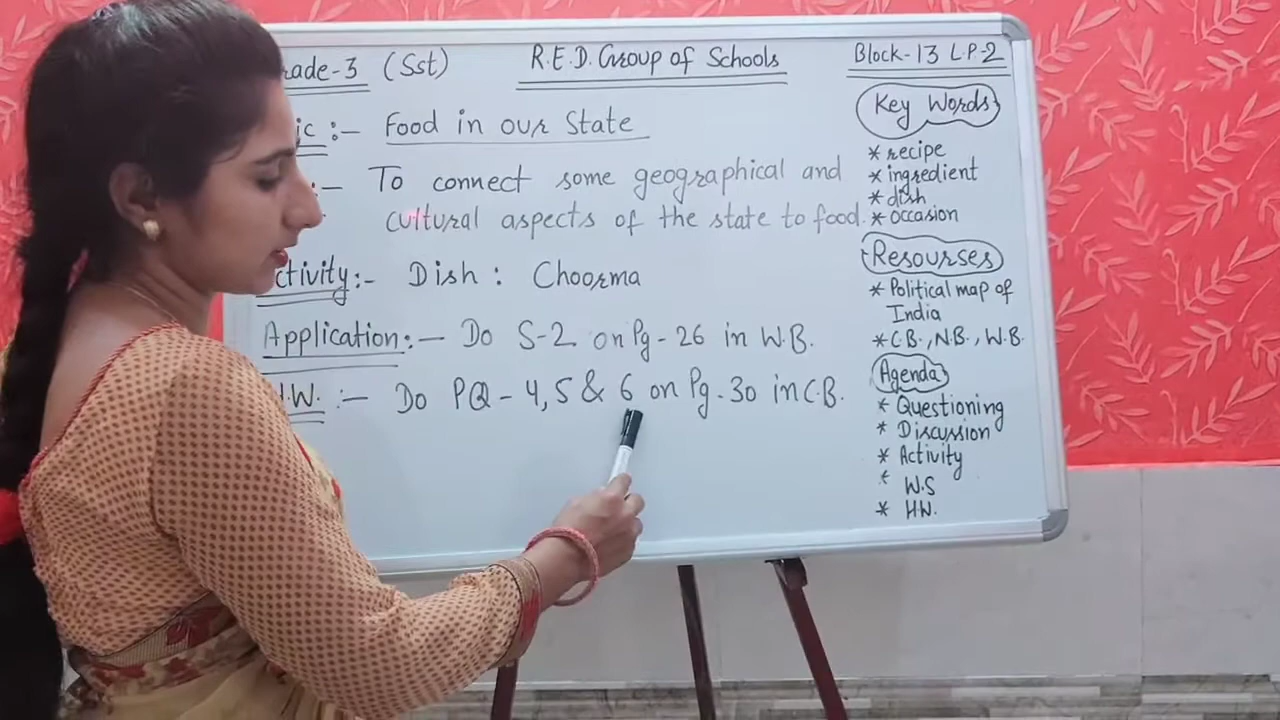 rade-3 (Sst) R.E.D. Group of Schools Block-13 L.P-2
ic :- Food in our State
:- To connect some geographical and
cultural aspects of the state to food.
ctivity:- Dish : Choorma
Application:- Do S-2 on Pg-26 in W.B.
.W. :- Do PQ - 4, 5 & 6 on Pg-30 in C.B.
Key Words
* recipe
* ingredient
* dish
* occasion
Resourses
* Political map of
India
* C.B., N.B., W.B.
Agenda
* Questioning
* Discussion
* Activity
* W.S
* HW.